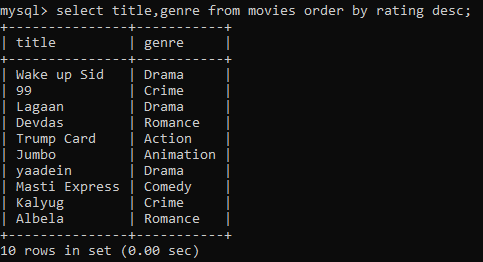 mysql> select title,genre from movies order by rating desc;
+---------------+-----------+
| title         | genre     |
+---------------+-----------+
| Wake up Sid   | Drama     |
| 99            | Crime     |
| Lagaan        | Drama     |
| Devdas        | Romance   |
| Trump Card    | Action    |
| Jumbo         | Animation |
| yaadein       | Drama     |
| Masti Express | Comedy    |
| Kalyug        | Crime     |
| Albela        | Romance   |
+---------------+-----------+
10 rows in set (0.00 sec)